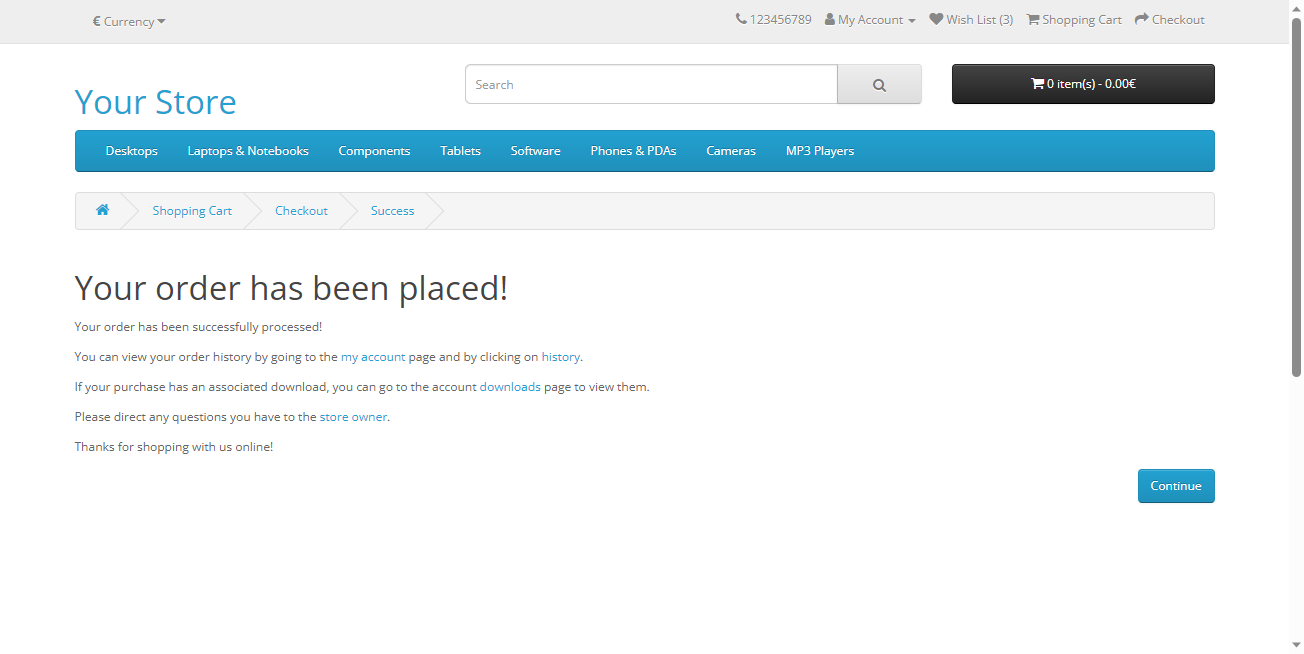 € Currency
123456789 My Account Wish List (3) Shopping Cart Checkout
Your Store
Search
0 item(s) - 0.00€
Desktops Laptops & Notebooks Components Tablets Software Phones & PDAs Cameras MP3 Players
Shopping Cart Checkout Success
Your order has been placed!
Your order has been successfully processed!
You can view your order history by going to the my account page and by clicking on history.
If your purchase has an associated download, you can go to the account downloads page to view them.
Please direct any questions you have to the store owner.
Thanks for shopping with us online!
Continue